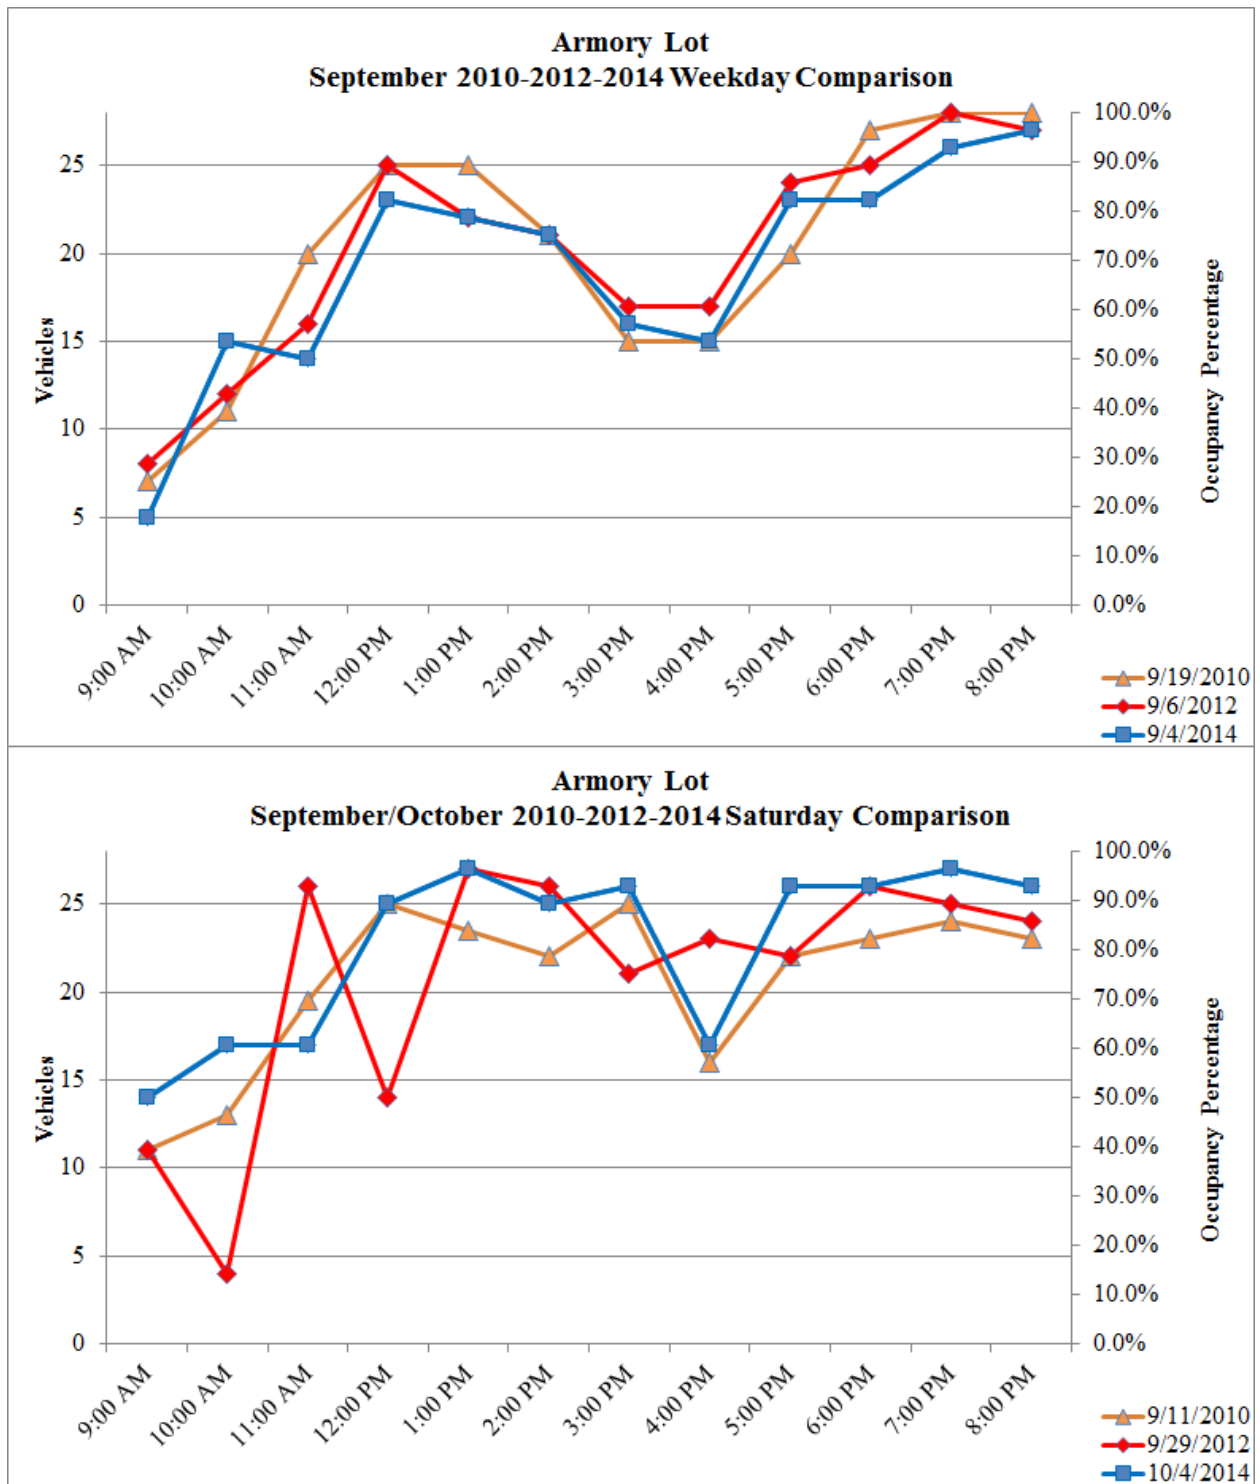 Armory Lot
September 2010-2012-2014 Weekday Comparison
Vehicles
25
20
15
10
5
0
100.0%
90.0%
80.0%
70.0%
60.0%
50.0%
40.0%
30.0%
20.0%
10.0%
0.0%
Occupancy Percentage
9:00 AM
10:00 AM
11:00 AM
12:00 PM
1:00 PM
2:00 PM
3:00 PM
4:00 PM
5:00 PM
6:00 PM
7:00 PM
8:00 PM
9/19/2010
9/6/2012
9/4/2014
Armory Lot
September/October 2010-2012-2014 Saturday Comparison
Vehicles
25
20
15
10
5
0
100.0%
90.0%
80.0%
70.0%
60.0%
50.0%
40.0%
30.0%
20.0%
10.0%
0.0%
Occupancy Percentage
9:00 AM
10:00 AM
11:00 AM
12:00 PM
1:00 PM
2:00 PM
3:00 PM
4:00 PM
5:00 PM
6:00 PM
7:00 PM
8:00 PM
9/11/2010
9/29/2012
10/4/2014